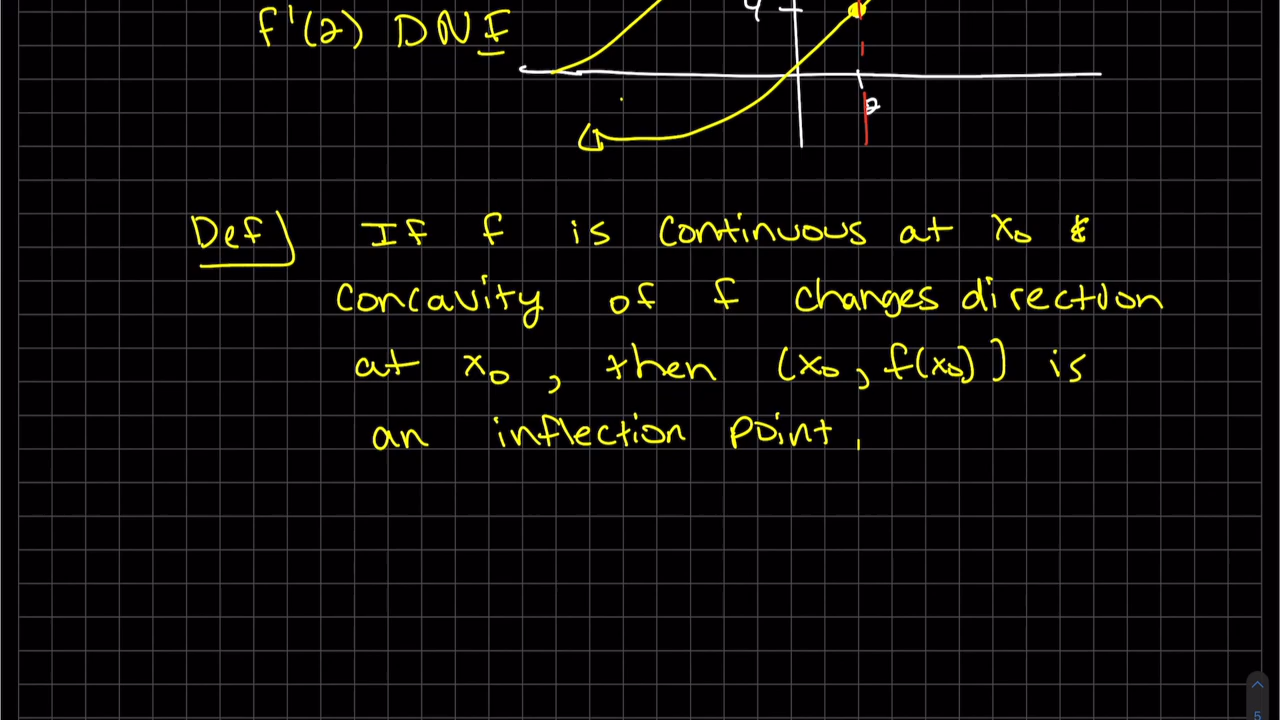 f'(2) DNE
4
2
Def) If f is continuous at x₀ &
concavity of f changes direction
at x₀, then (x₀, f(x₀)) is
an inflection point.
5